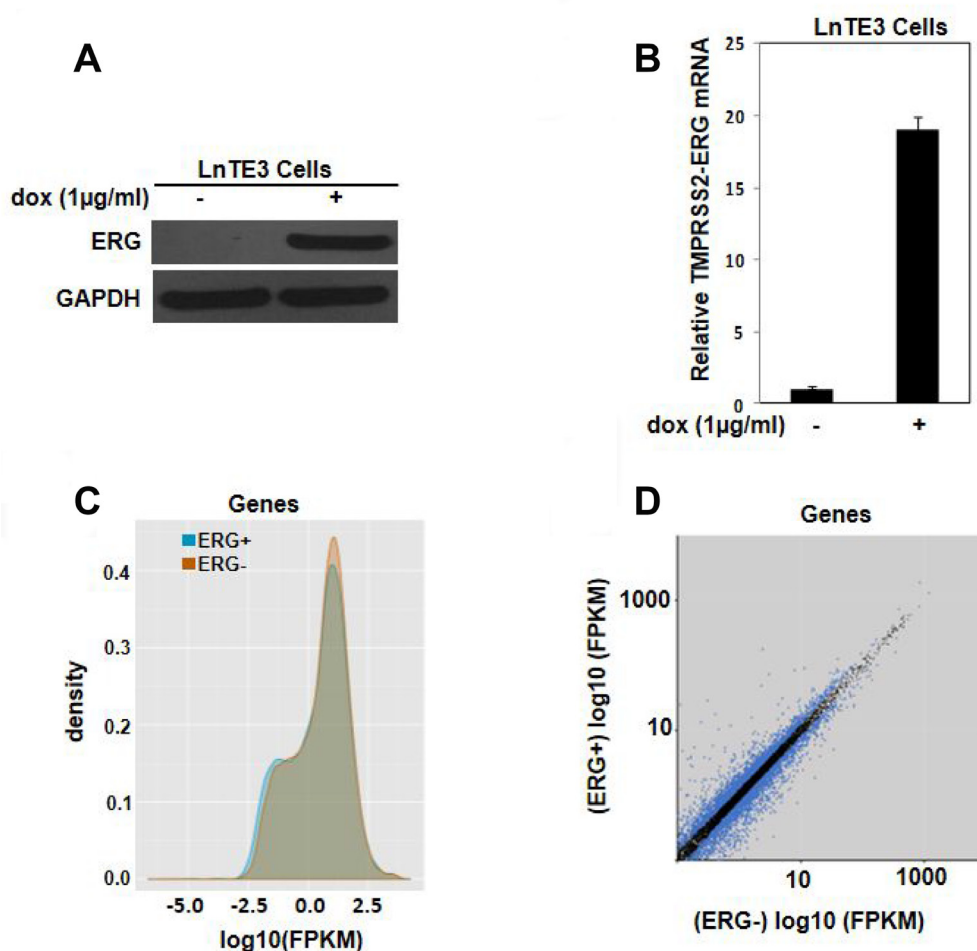 A
LnTE3 Cells
dox (1µg/ml) - +
ERG
GAPDH
B
LnTE3 Cells
Relative TMPRSS2-ERG mRNA
25
20
15
10
5
0
dox (1µg/ml) - +
C
Genes
ERG+
ERG-
density
0.4
0.3
0.2
0.1
0.0
-5.0 -2.5 0.0 2.5
log10(FPKM)
D
Genes
(ERG+) log10 (FPKM)
1000
10
10 1000
(ERG-) log10 (FPKM)